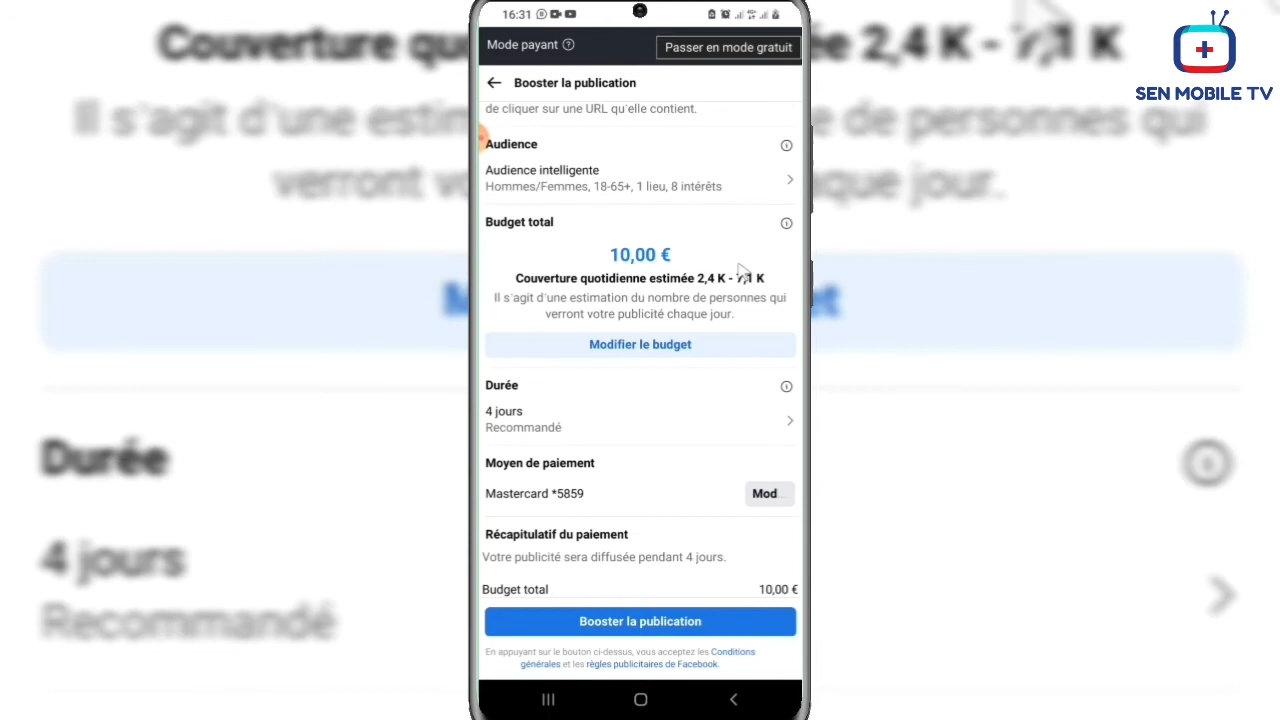 16:31
Mode payant
Passer en mode gratuit
Booster la publication
de cliquer sur une URL qu'elle contient.
Audience
Audience intelligente
Hommes/Femmes, 18-65+, 1 lieu, 8 intérêts
Budget total
10,00 €
Couverture quotidienne estimée 2,4 K - 7,1 K
Il s'agit d'une estimation du nombre de personnes qui
verront votre publicité chaque jour.
Modifier le budget
Durée
4 jours
Recommandé
Moyen de paiement
Mastercard *5859
Mod
Récapitulatif du paiement
Votre publicité sera diffusée pendant 4 jours.
Budget total 10,00 €
Booster la publication
En appuyant sur le bouton ci-dessus, vous acceptez les Conditions
générales et les règles publicitaires de Facebook.
SEN MOBILE TV
Couverture qu ée 2,4 K - 7,1 K
Il s'agit d'une estim e de personnes qui
verront vo aque jour.
M et
Durée
4 jours
Recommandé